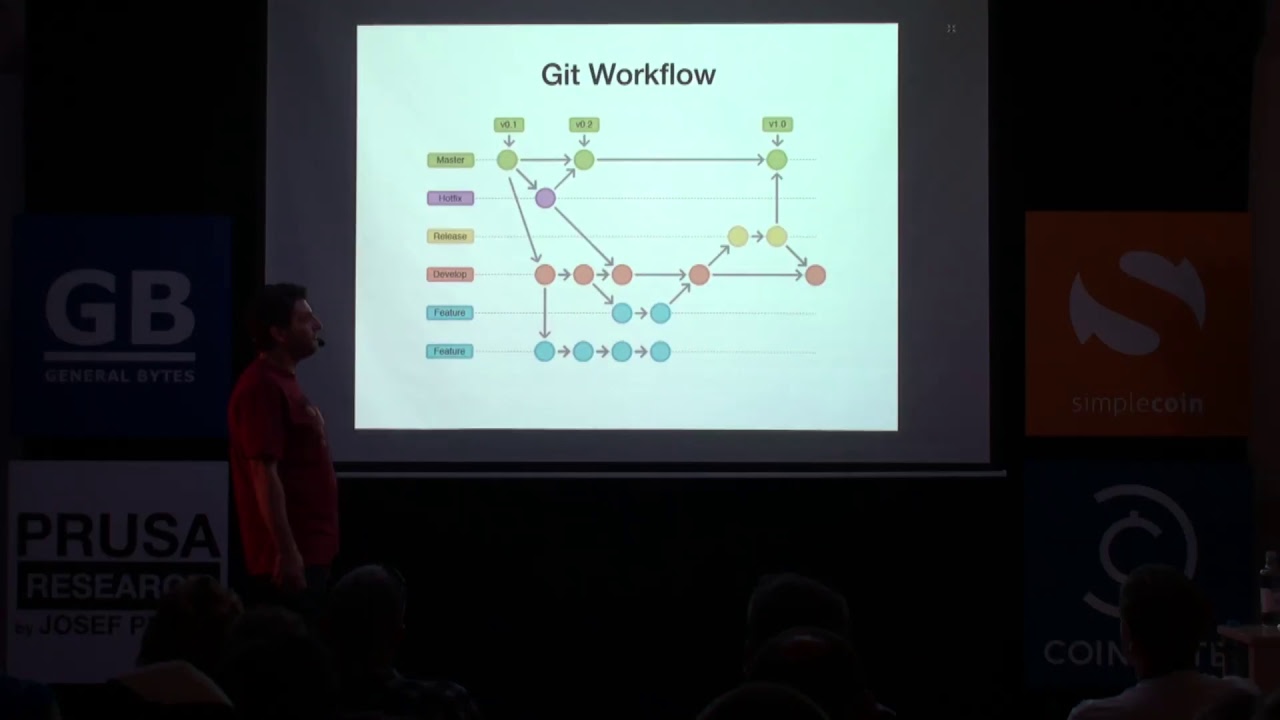 Git Workflow
v0.1
v0.2
v1.0
Master
Hotfix
Release
Develop
Feature
Feature
GB
GENERAL BYTES
PRUSA
RESEARC
by JOSEF P
simplecoin
COIN